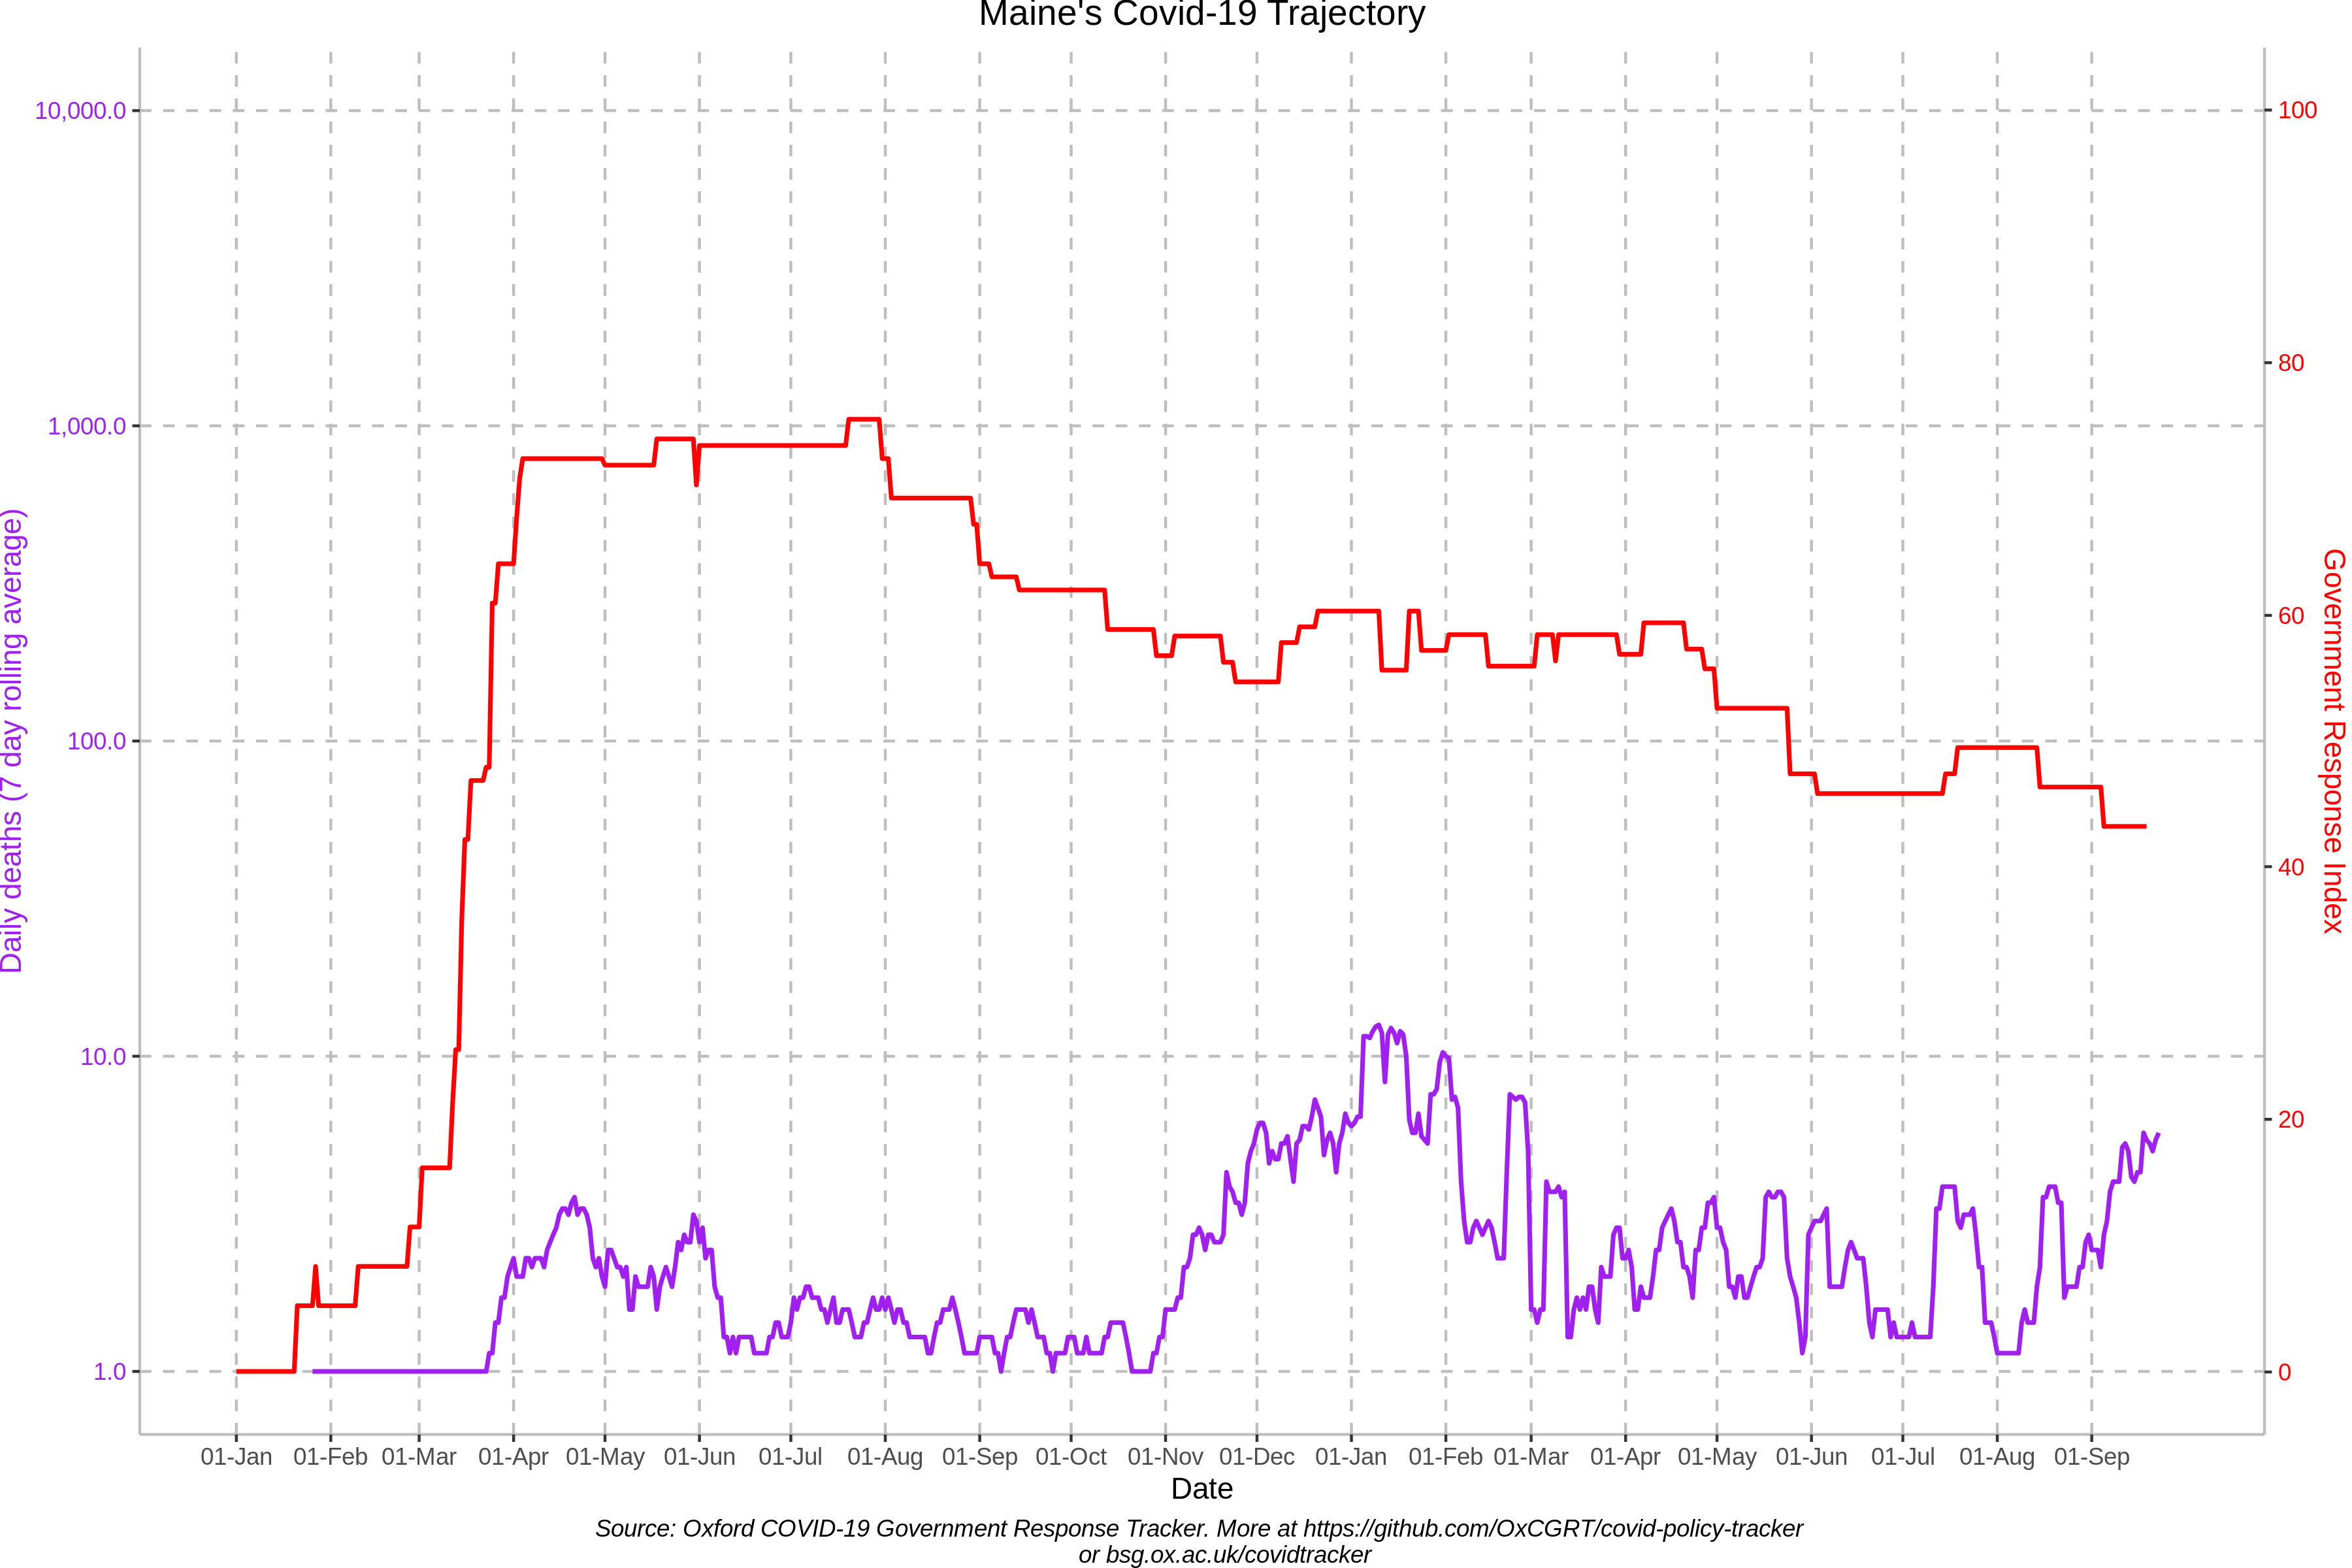 Maine's Covid-19 Trajectory
Daily deaths (7 day rolling average)
10,000.0
1,000.0
100.0
10.0
1.0
100
80
60
40
20
0
Government Response Index
01-Jan 01-Feb 01-Mar 01-Apr 01-May 01-Jun 01-Jul 01-Aug 01-Sep 01-Oct 01-Nov 01-Dec 01-Jan 01-Feb 01-Mar 01-Apr 01-May 01-Jun 01-Jul 01-Aug 01-Sep
Date
Source: Oxford COVID-19 Government Response Tracker. More at https://github.com/OxCGRT/covid-policy-tracker
or bsg.ox.ac.uk/covidtracker